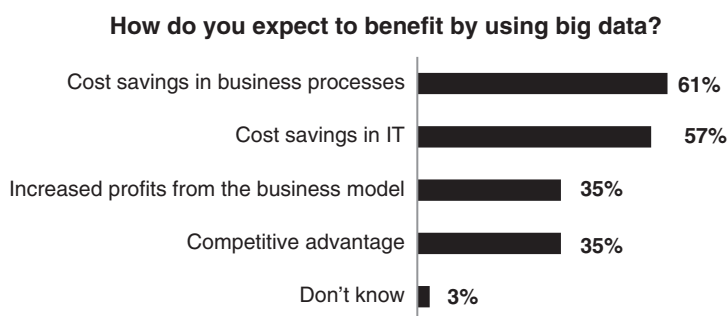 How do you expect to benefit by using big data?
Cost savings in business processes 61%
Cost savings in IT 57%
Increased profits from the business model 35%
Competitive advantage 35%
Don’t know 3%